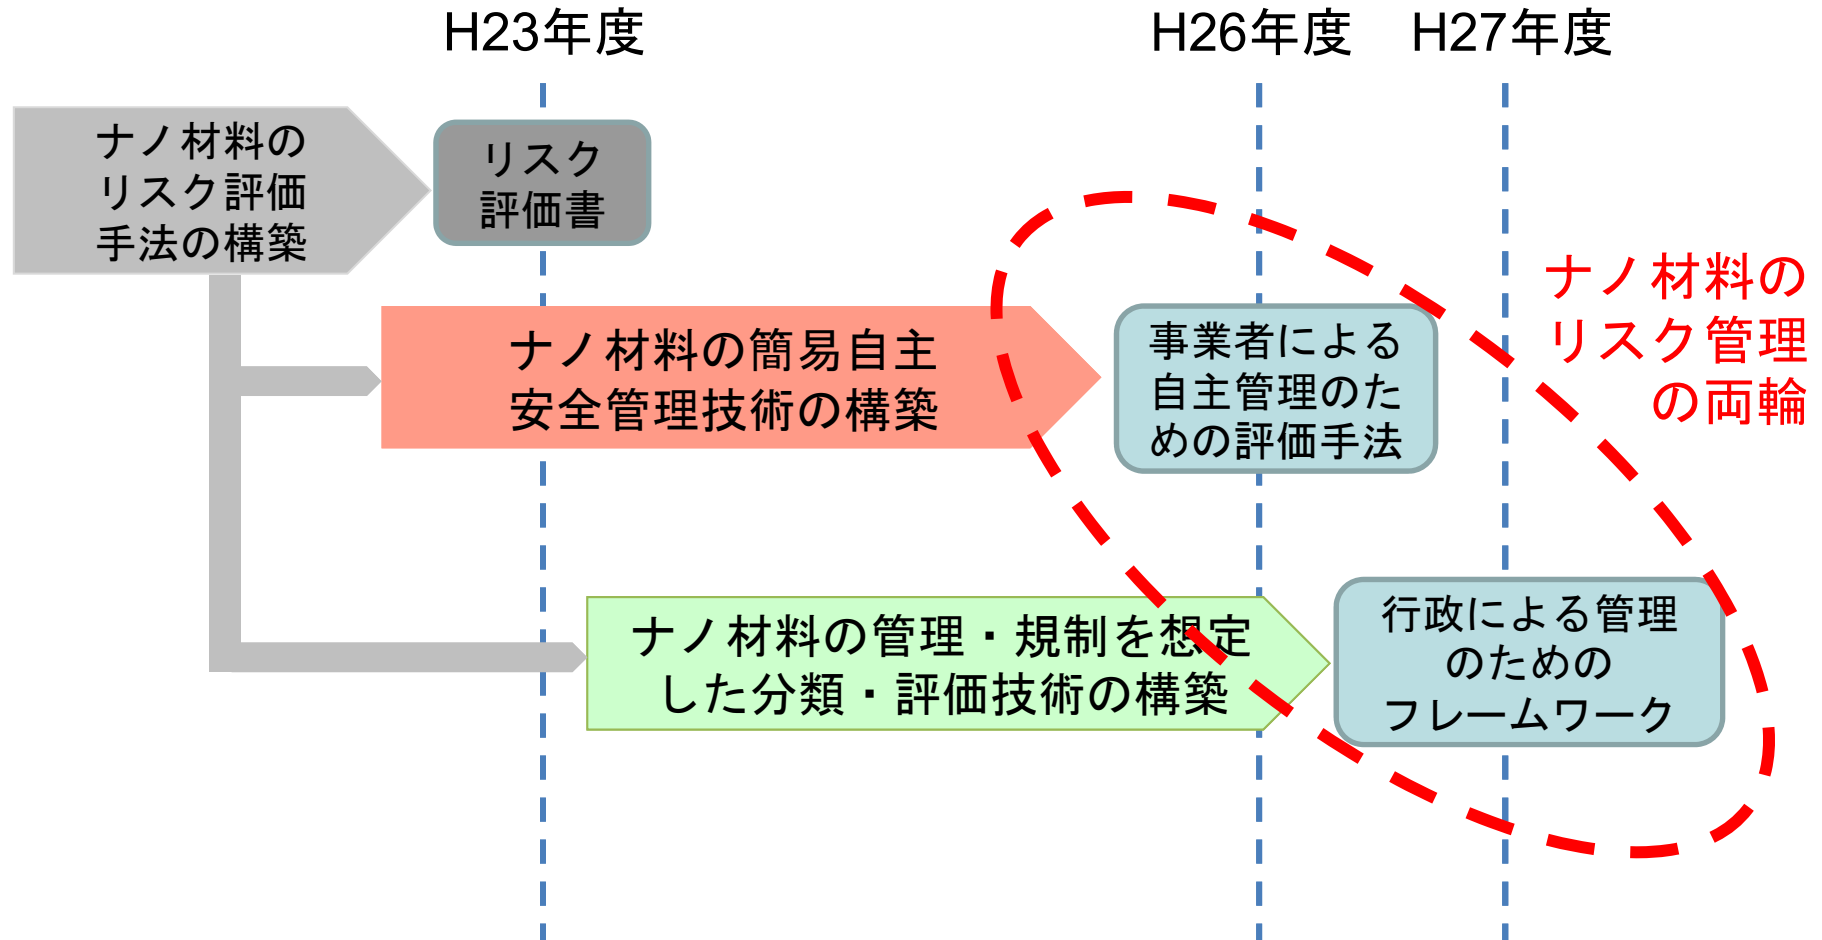 H23年度
H26年度
H27年度
ナノ材料の
リスク評価
手法の構築
リスク
評価書
ナノ材料の簡易自主
安全管理技術の構築
事業者による
自主管理のた
めの評価手法
ナノ材料の
リスク管理
の両輪
ナノ材料の管理・規制を想定
した分類・評価技術の構築
行政による管理
のための
フレームワーク